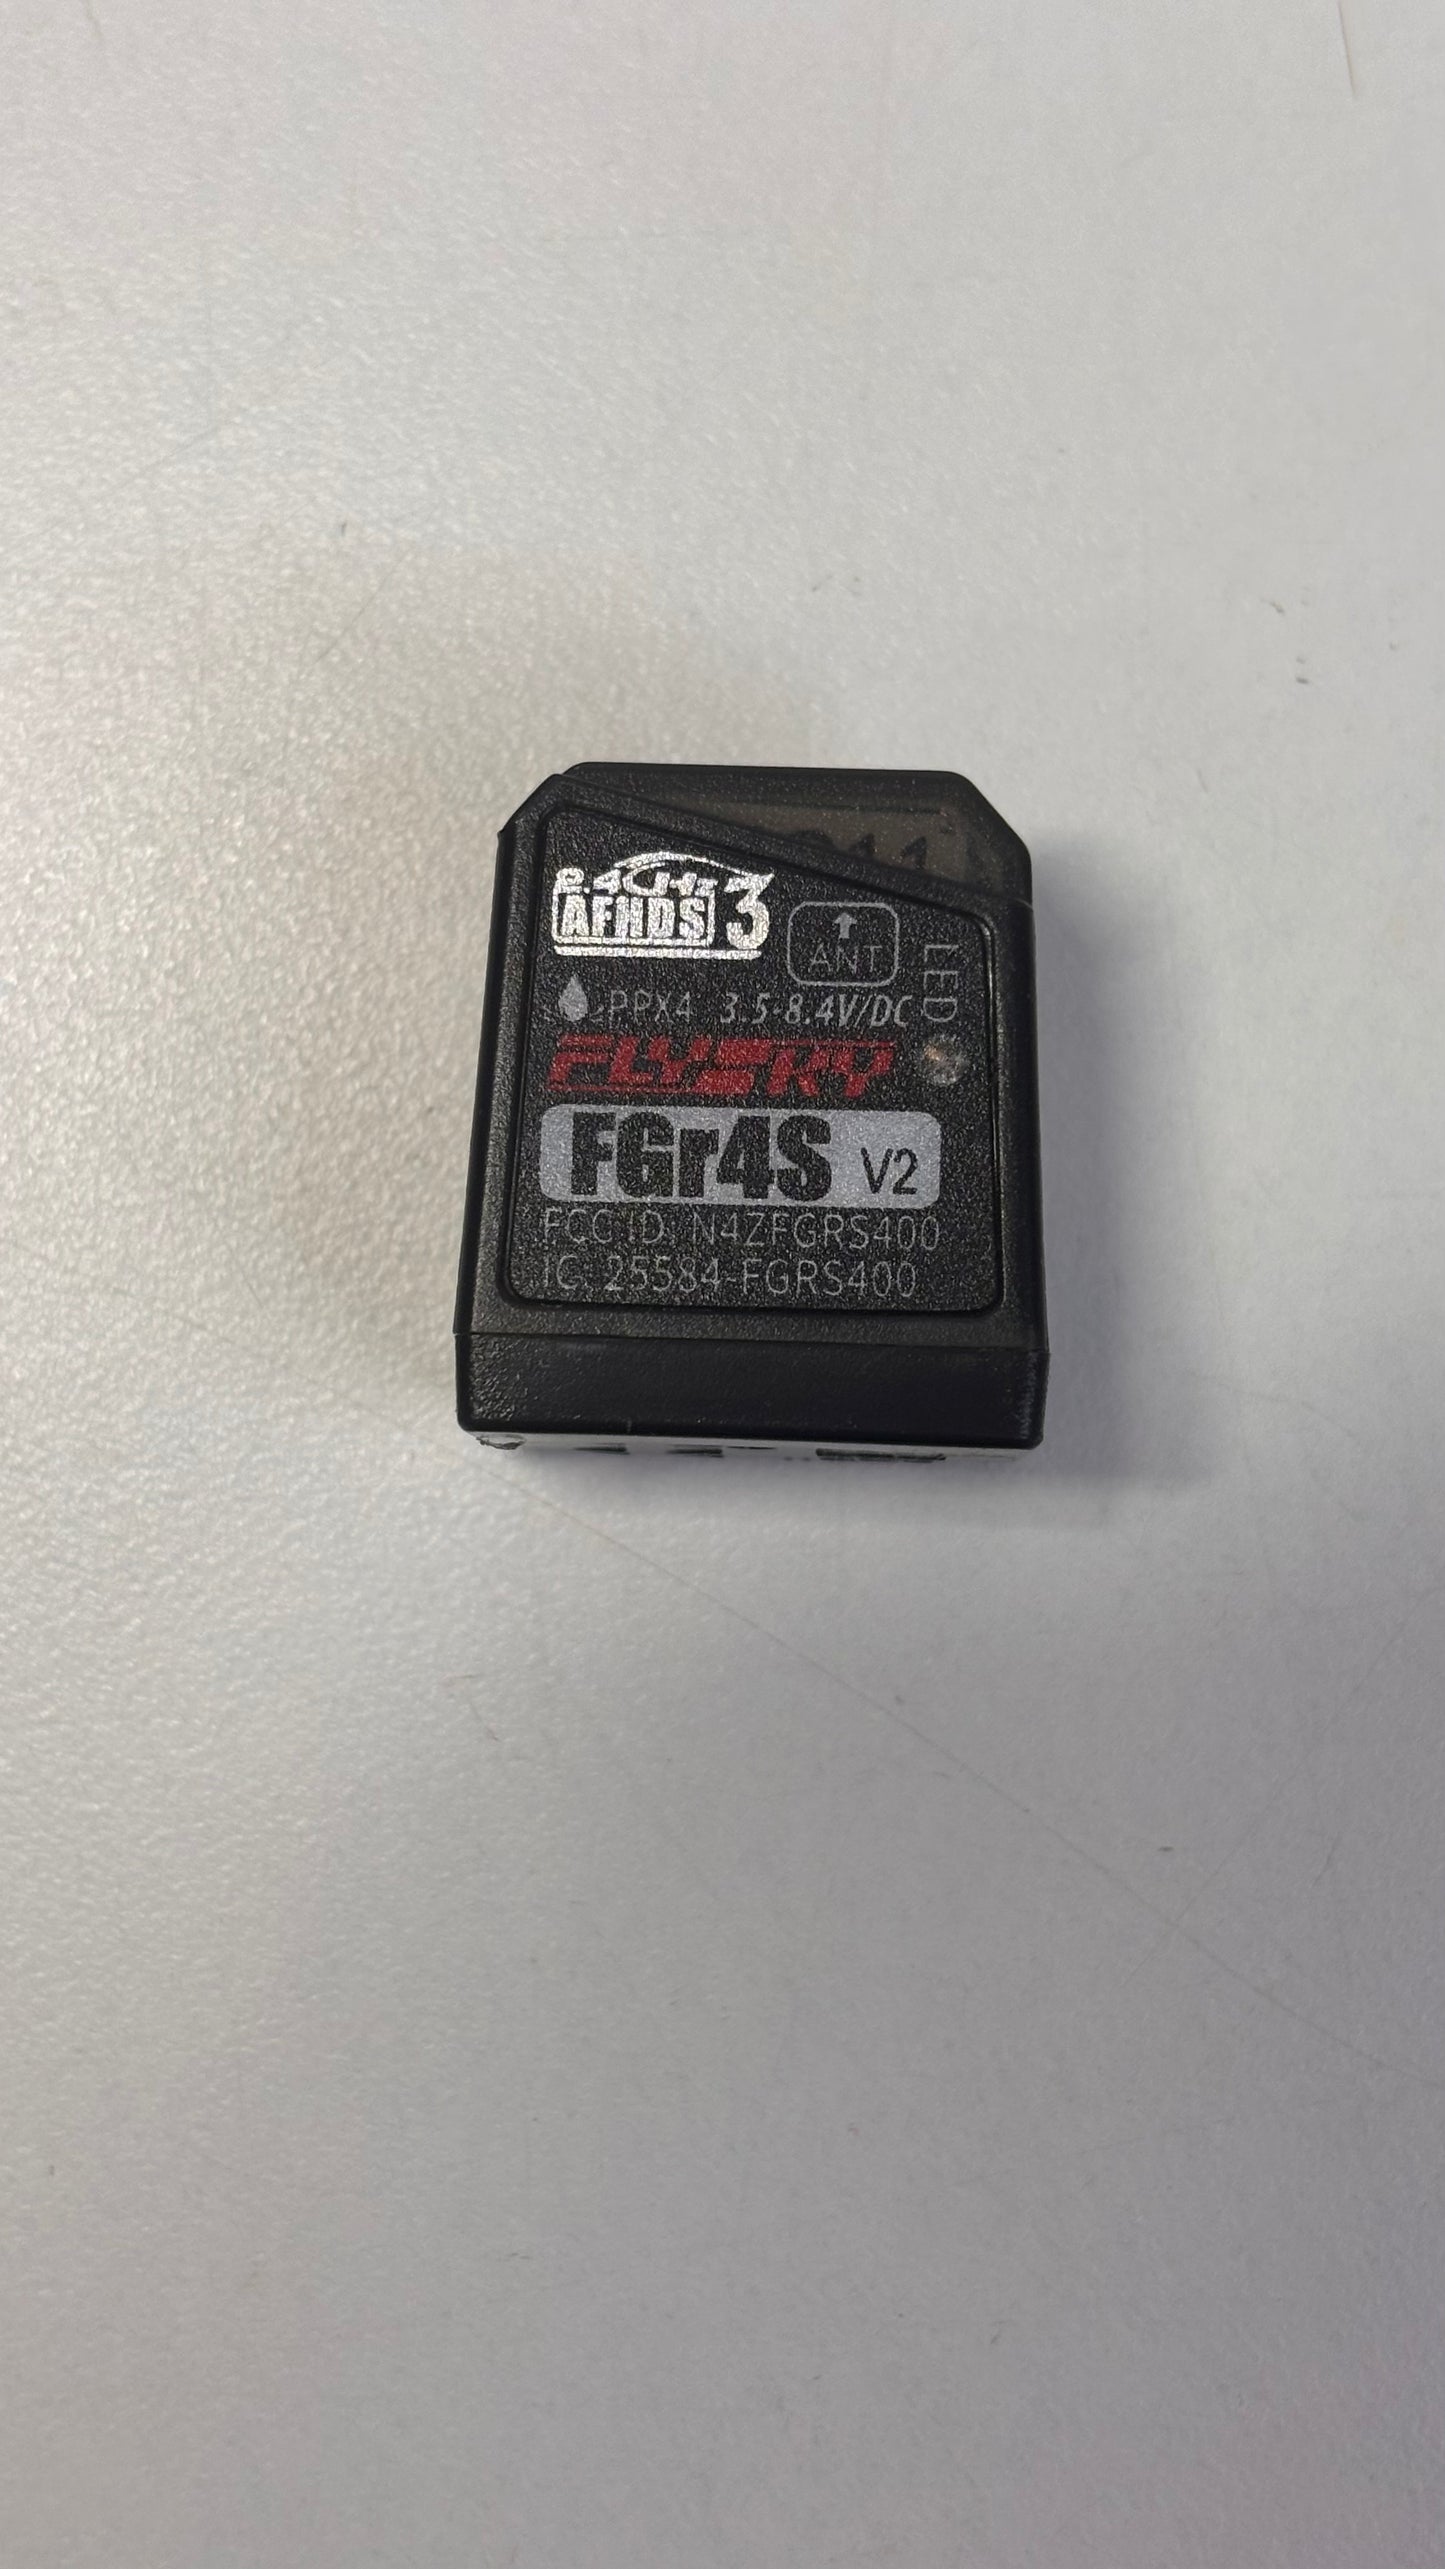 2.4GHz
AFHDS 3
ANT
LED
PPX4 3.5-8.4V/DC
FLYSKY
FGr4S V2
FCC ID: N4ZFGRS400
IC: 25584-FGRS400